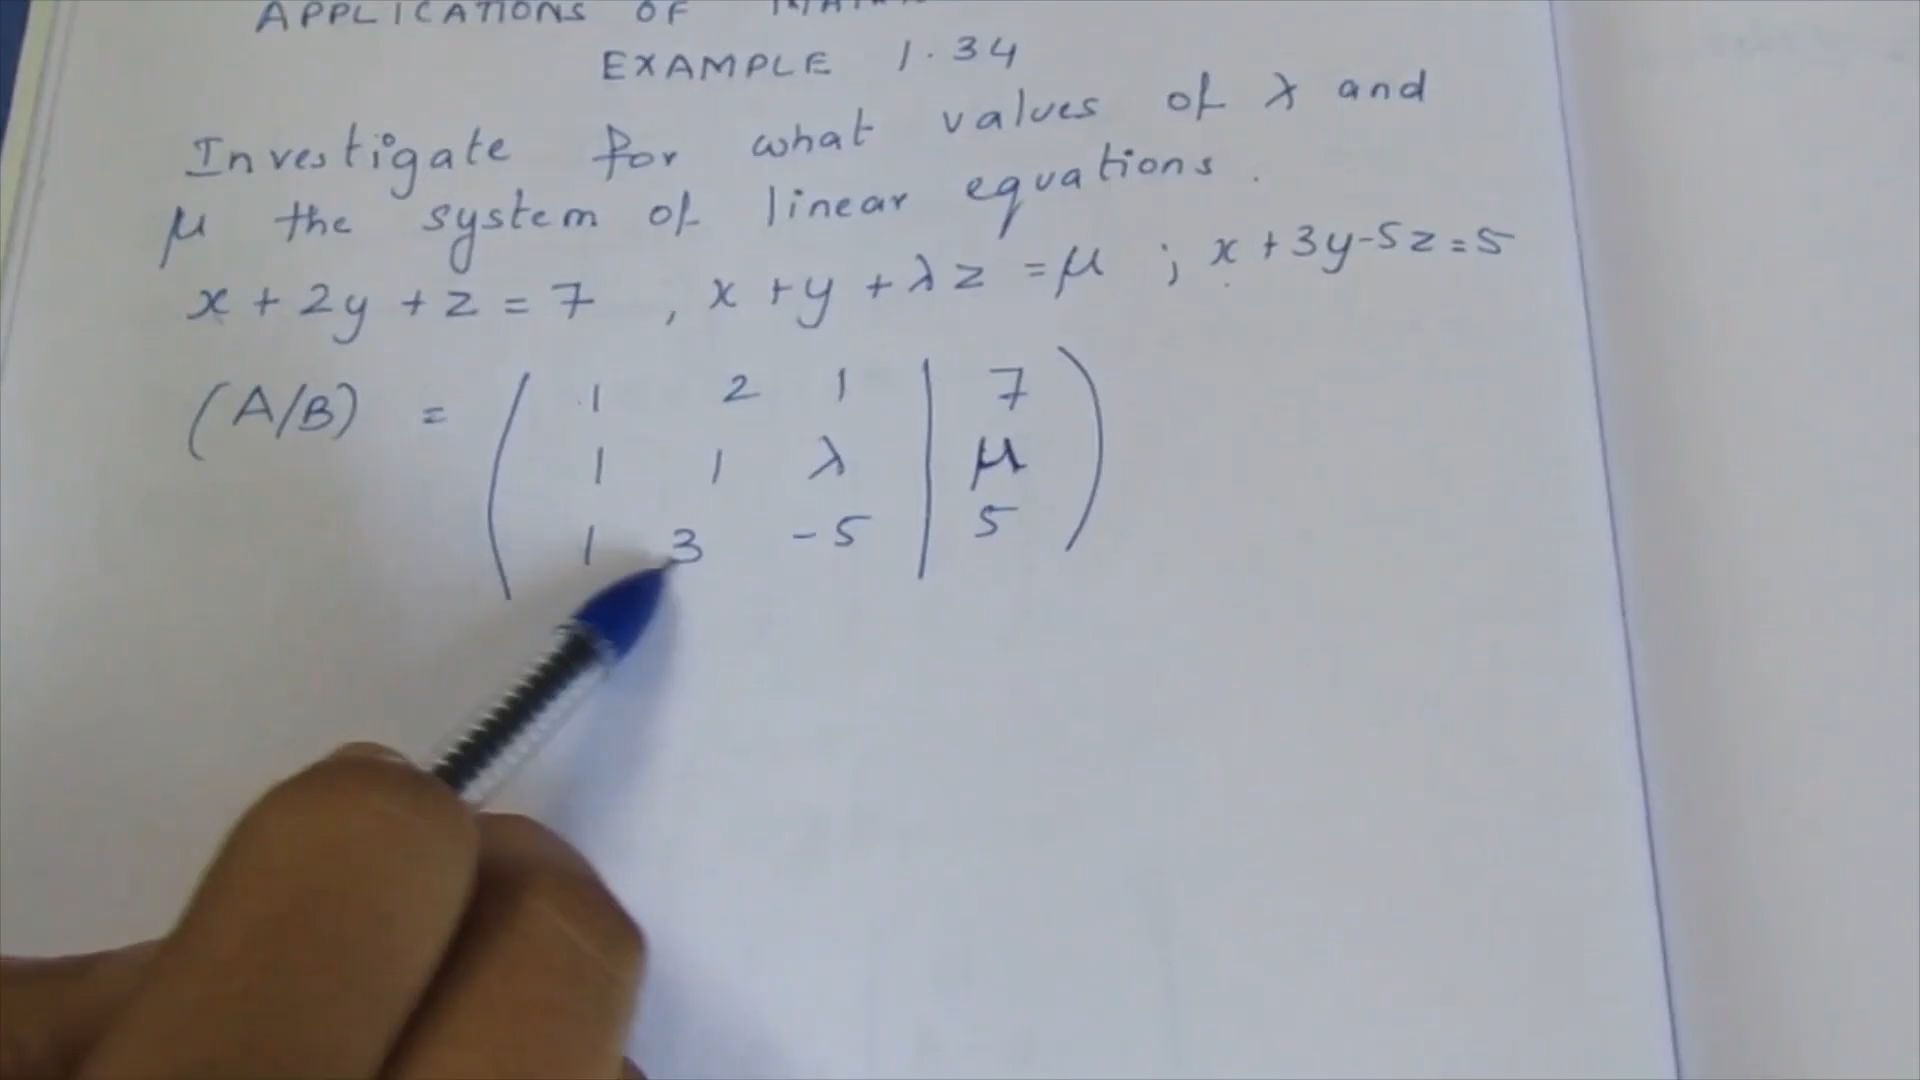 APPLICATIONS OF
EXAMPLE 1.34
Investigate for what values of λ and
μ the system of linear equations.
x + 2y + z = 7 , x + y + λz = μ ; x + 3y - 5z = 5
(A/B) = ( 1 2 1 | 7
1 1 λ | μ
1 3 -5 | 5 )